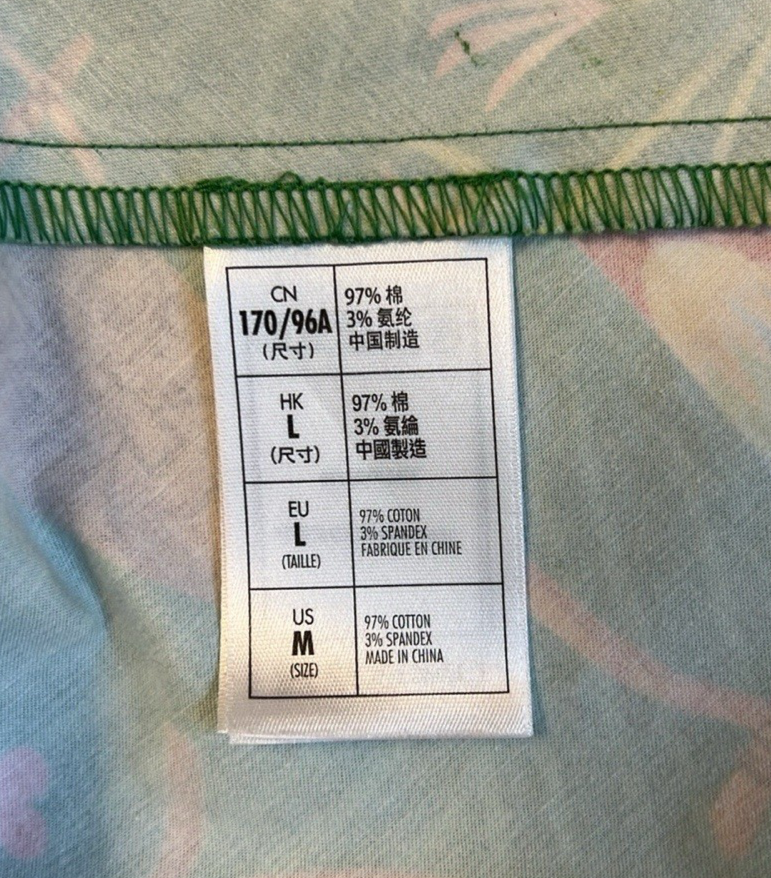 CN
170/96A
(尺寸)
97% 棉
3% 氨纶
中国制造
HK
L
(尺寸)
97% 棉
3% 氨綸
中國製造
EU
L
(TAILLE)
97% COTON
3% SPANDEX
FABRIQUE EN CHINE
US
M
(SIZE)
97% COTTON
3% SPANDEX
MADE IN CHINA